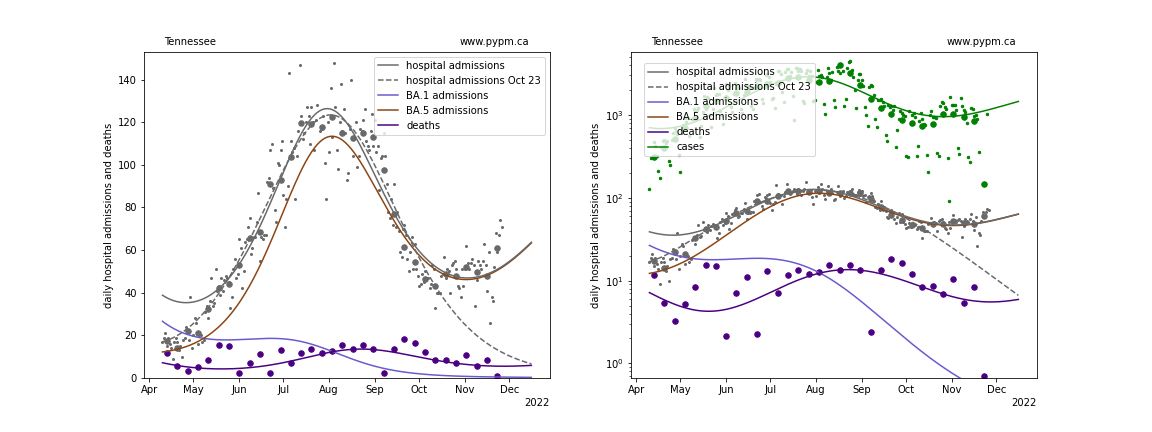 Tennessee www.pypm.ca
hospital admissions
hospital admissions Oct 23
BA.1 admissions
BA.5 admissions
deaths
daily hospital admissions and deaths
140
120
100
80
60
40
20
0
Apr May Jun Jul Aug Sep Oct Nov Dec
2022
Tennessee www.pypm.ca
hospital admissions
hospital admissions Oct 23
BA.1 admissions
BA.5 admissions
deaths
cases
daily hospital admissions and deaths
10³
10²
10¹
10⁰
Apr May Jun Jul Aug Sep Oct Nov Dec
2022